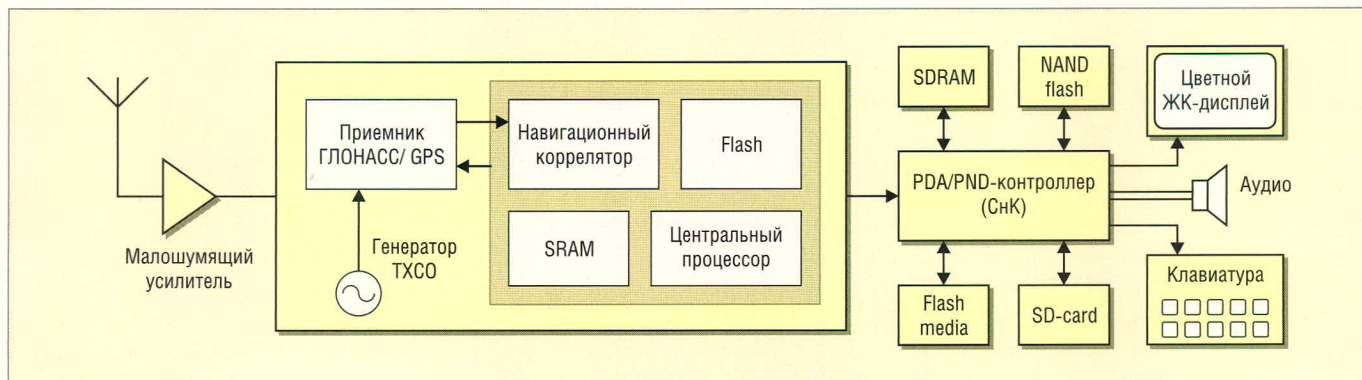 Малошумящий
усилитель
Приемник
ГЛОНАСС/ GPS
Генератор
TXCO
Навигационный
коррелятор
Flash
SRAM
Центральный
процессор
SDRAM
NAND
flash
Цветной
ЖК-дисплей
PDA/PND-контроллер
(СнК)
Аудио
Flash
media
SD-card
Клавиатура